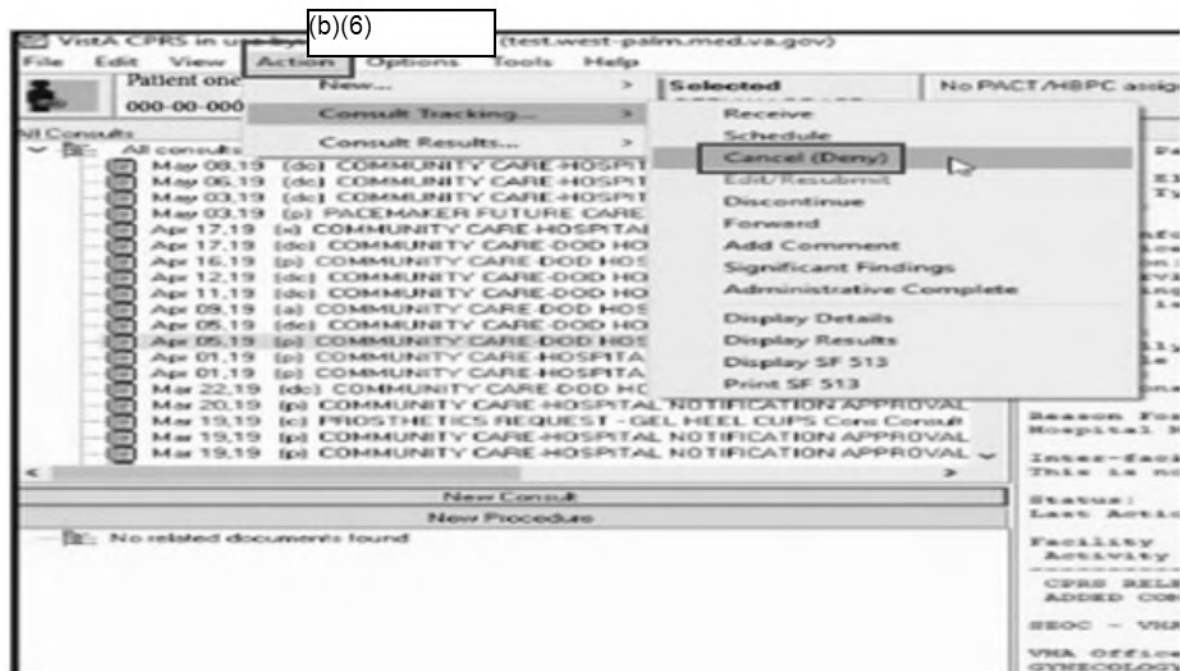 (b)(6)
VistA CPRS in use by (test.west-palm.med.va.gov)
File Edit View Action Options Tools Help
Patient one
000-00-000
Selected
No PACT/HBPC assig
New...
Consult Tracking...
Consult Results...
Receive
Schedule
Cancel (Deny)
Edit/Resubmit
Discontinue
Forward
Add Comment
Significant Findings
Administrative Complete
Display Details
Display Results
Display SF 513
Print SF 513
All Consults
All consults
May 08,19 (dc) COMMUNITY CARE-HOSPIT
May 06,19 (dc) COMMUNITY CARE-HOSPIT
May 03,19 (dc) COMMUNITY CARE-HOSPIT
May 03,19 (p) PACEMAKER FUTURE CARE
Apr 17,19 (x) COMMUNITY CARE-HOSPITAL
Apr 17,19 (dc) COMMUNITY CARE-DOD HO
Apr 16,19 (p) COMMUNITY CARE-DOD HOS
Apr 12,19 (dc) COMMUNITY CARE-DOD HO
Apr 11,19 (dc) COMMUNITY CARE-DOD HO
Apr 09,19 (a) COMMUNITY CARE-DOD HOS
Apr 05,19 (dc) COMMUNITY CARE-DOD HO
Apr 05,19 (p) COMMUNITY CARE-DOD HOS
Apr 01,19 (p) COMMUNITY CARE-HOSPITA
Apr 01,19 (p) COMMUNITY CARE-HOSPITA
Mar 22,19 (dc) COMMUNITY CARE-DOD HO
Mar 20,19 (p) COMMUNITY CARE-HOSPITAL NOTIFICATION APPROVAL
Mar 19,19 (c) PROSTHETICS REQUEST - GEL HEEL CUPS Cons Consult
Mar 19,19 (p) COMMUNITY CARE-HOSPITAL NOTIFICATION APPROVAL
Mar 19,19 (p) COMMUNITY CARE-HOSPITAL NOTIFICATION APPROVAL
New Consult
New Procedure
No related documents found
Reason For
Hospital N
Inter-faci
This is no
Status:
Last Actio
Facility
Activity
CPRS RELE
ADDED COM
SEOC - VHA
VHA Office
GYNECOLOGY